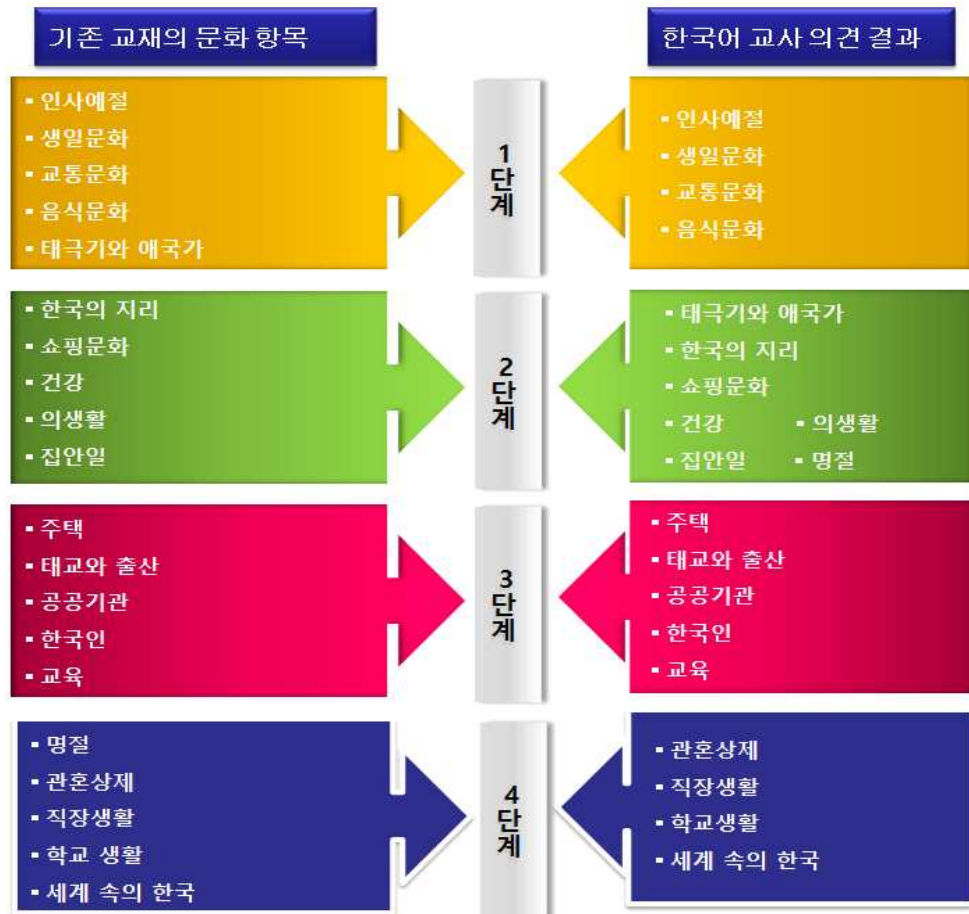 기존 교재의 문화 항목
한국어 교사 의견 결과
▪ 인사예절
▪ 생일문화
▪ 교통문화
▪ 음식문화
▪ 태극기와 애국가
1단계
▪ 인사예절
▪ 생일문화
▪ 교통문화
▪ 음식문화
▪ 한국의 지리
▪ 쇼핑문화
▪ 건강
▪ 의생활
▪ 집안일
2단계
▪ 태극기와 애국가
▪ 한국의 지리
▪ 쇼핑문화
▪ 건강 ▪ 의생활
▪ 집안일 ▪ 명절
▪ 주택
▪ 태교와 출산
▪ 공공기관
▪ 한국인
▪ 교육
3단계
▪ 주택
▪ 태교와 출산
▪ 공공기관
▪ 한국인
▪ 교육
▪ 명절
▪ 관혼상제
▪ 직장생활
▪ 학교 생활
▪ 세계 속의 한국
4단계
▪ 관혼상제
▪ 직장생활
▪ 학교생활
▪ 세계 속의 한국